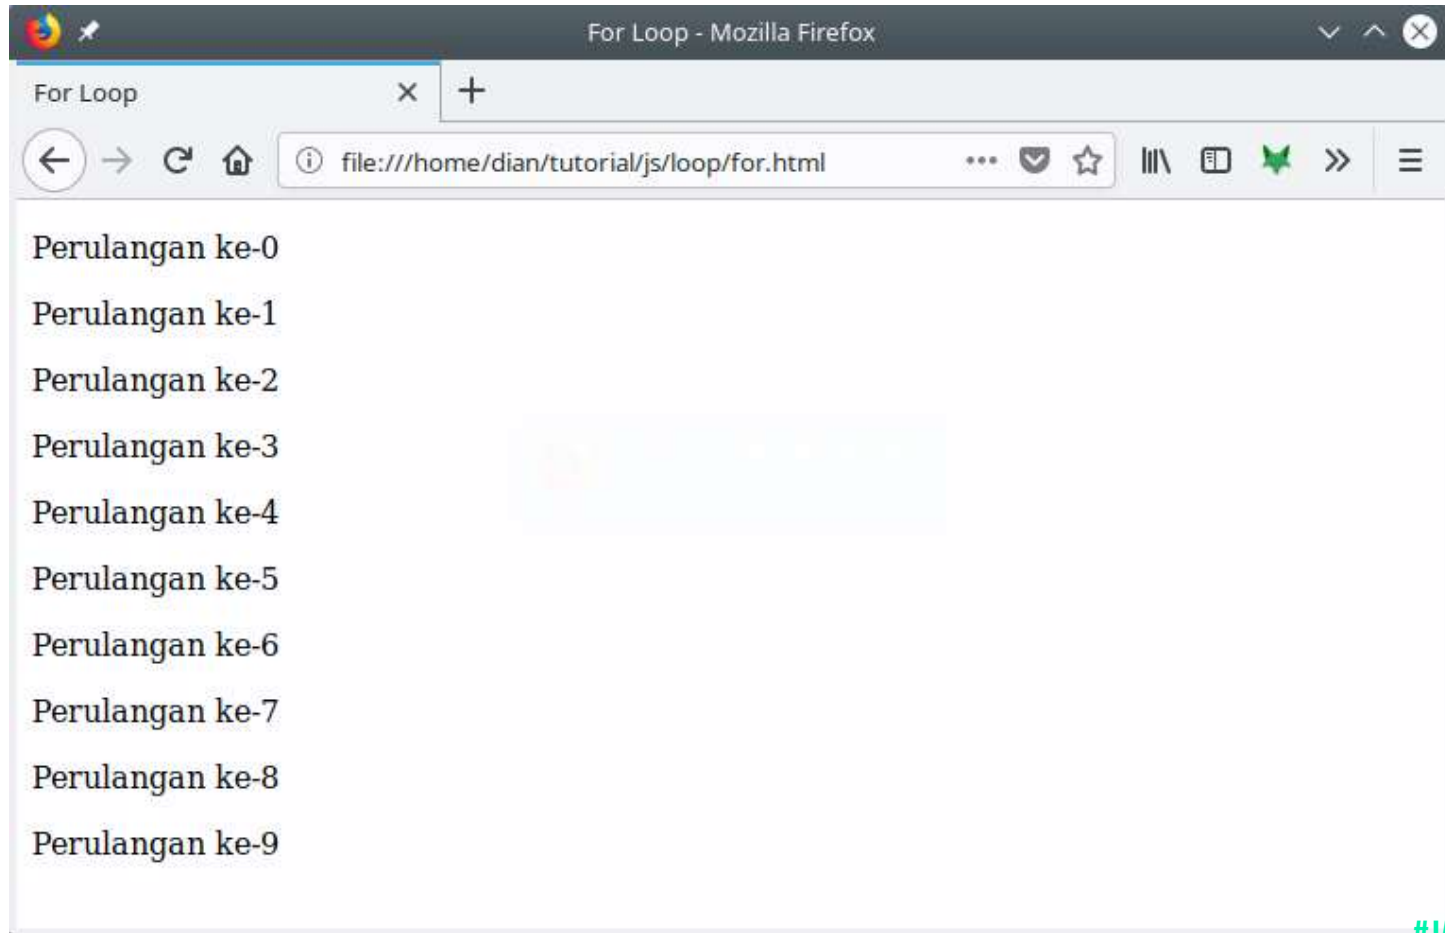 For Loop - Mozilla Firefox
For Loop
file:///home/dian/tutorial/js/loop/for.html
Perulangan ke-0
Perulangan ke-1
Perulangan ke-2
Perulangan ke-3
Perulangan ke-4
Perulangan ke-5
Perulangan ke-6
Perulangan ke-7
Perulangan ke-8
Perulangan ke-9